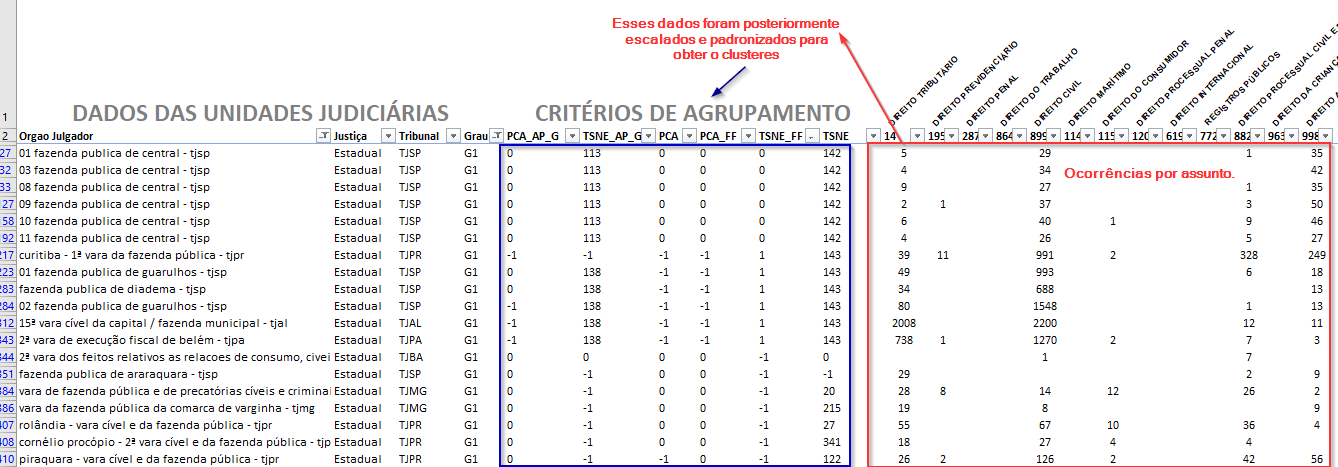 Esses dados foram posteriormente
escalados e padronizados para
obter o clusteres
DIREITO TRIBUTÁRIO
DIREITO PREVIDENCIÁRIO
DIREITO PENAL
DIREITO DO TRABALHO
DIREITO CIVIL
DIREITO MARÍTIMO
DIREITO DO CONSUMIDOR
DIREITO PROCESSUAL PENAL
DIREITO INTERNACIONAL
REGISTROS PÚBLICOS
DIREITO PROCESSUAL CIVIL E
DIREITO DA CRIANÇA
DIREITO
1 DADOS DAS UNIDADES JUDICIÁRIAS CRITÉRIOS DE AGRUPAMENTO
2 Orgao Julgador Justiça Tribunal Grau PCA_AP_G TSNE_AP_G PCA PCA_FF TSNE_FF TSNE 14 195 287 864 899 114 115 120 619 772 882 963 998
27 01 fazenda publica de central - tjsp Estadual TJSP G1 0 113 0 0 0 142 5 29 1 35
32 03 fazenda publica de central - tjsp Estadual TJSP G1 0 113 0 0 0 142 4 34 42
33 08 fazenda publica de central - tjsp Estadual TJSP G1 0 113 0 0 0 142 9 27 1 35
127 09 fazenda publica de central - tjsp Estadual TJSP G1 0 113 0 0 0 142 2 1 37 3 50
158 10 fazenda publica de central - tjsp Estadual TJSP G1 0 113 0 0 0 142 6 40 1 9 46
192 11 fazenda publica de central - tjsp Estadual TJSP G1 0 113 0 0 0 142 4 26 5 27
217 curitiba - 1ª vara da fazenda pública - tjpr Estadual TJPR G1 -1 -1 -1 -1 1 143 39 11 991 2 328 249
223 01 fazenda publica de guarulhos - tjsp Estadual TJSP G1 0 138 0 0 1 143 49 993 6 18
283 fazenda publica de diadema - tjsp Estadual TJSP G1 0 138 0 0 1 143 34 688 13
284 02 fazenda publica de guarulhos - tjsp Estadual TJSP G1 -1 138 -1 -1 1 143 80 1548 1 13
312 15ª vara cível da capital / fazenda municipal - tjal Estadual TJAL G1 -1 138 -1 -1 1 143 2008 2200 12 11
343 2ª vara de execução fiscal de belém - tjpa Estadual TJPA G1 -1 138 -1 -1 1 143 738 1 1270 2 7 3
344 2ª vara dos feitos relativos as relacoes de consumo, civei Estadual TJBA G1 0 0 0 0 -1 0 1 7
351 fazenda publica de araraquara - tjsp Estadual TJSP G1 0 -1 0 0 -1 -1 29 2 9
384 vara de fazenda pública e de precatórias cíveis e criminai Estadual TJMG G1 0 -1 0 0 -1 20 28 8 14 12 26 2
386 vara da fazenda pública da comarca de varginha - tjmg Estadual TJMG G1 0 -1 0 0 -1 215 19 8 9
407 rolândia - vara cível e da fazenda pública - tjpr Estadual TJPR G1 0 -1 0 0 -1 27 55 67 10 36 4
408 cornélio procópio - 2ª vara cível e da fazenda pública - tjp Estadual TJPR G1 0 -1 0 0 -1 341 18 27 4 4
410 piraquara - vara cível e da fazenda pública - tjpr Estadual TJPR G1 0 -1 -1 0 -1 122 26 2 126 2 42 56
Ocorrências por assunto.